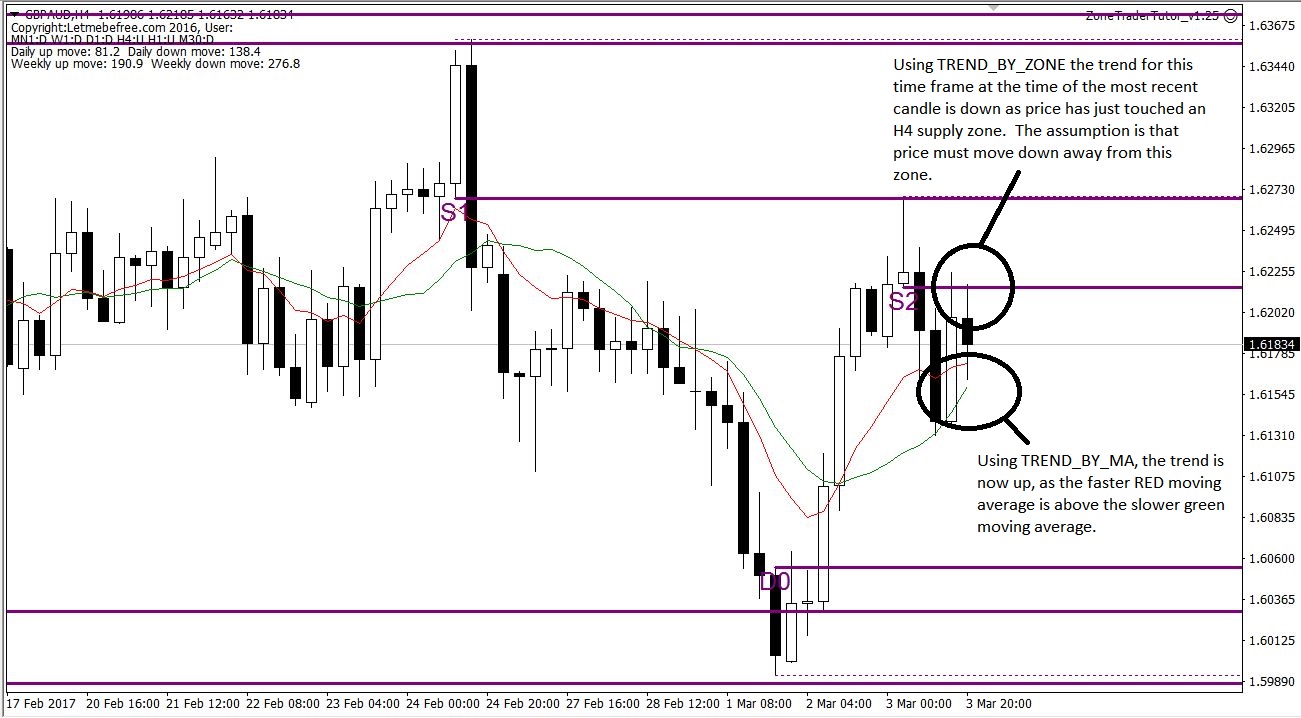 GBPAUD,H4 1.61986 1.62185 1.61632 1.61834
ZoneTraderTutor_v1.25
Copyright:Letmebefree.com 2016, User:
MN1:D W1:D D1:D H4:U H1:U M30:D
Daily up move: 81.2 Daily down move: 138.4
Weekly up move: 190.9 Weekly down move: 276.8
Using TREND_BY_ZONE the trend for this
time frame at the time of the most recent
candle is down as price has just touched an
H4 supply zone. The assumption is that
price must move down away from this
zone.
S1
S2
D0
Using TREND_BY_MA, the trend is
now up, as the faster RED moving
average is above the slower green
moving average.
1.63675
1.63440
1.63205
1.62965
1.62730
1.62495
1.62255
1.62020
1.61834
1.61785
1.61545
1.61310
1.61075
1.60835
1.60600
1.60365
1.60125
1.59890
17 Feb 2017 20 Feb 16:00 21 Feb 12:00 22 Feb 08:00 23 Feb 04:00 24 Feb 00:00 24 Feb 20:00 27 Feb 16:00 28 Feb 12:00 1 Mar 08:00 2 Mar 04:00 3 Mar 00:00 3 Mar 20:00